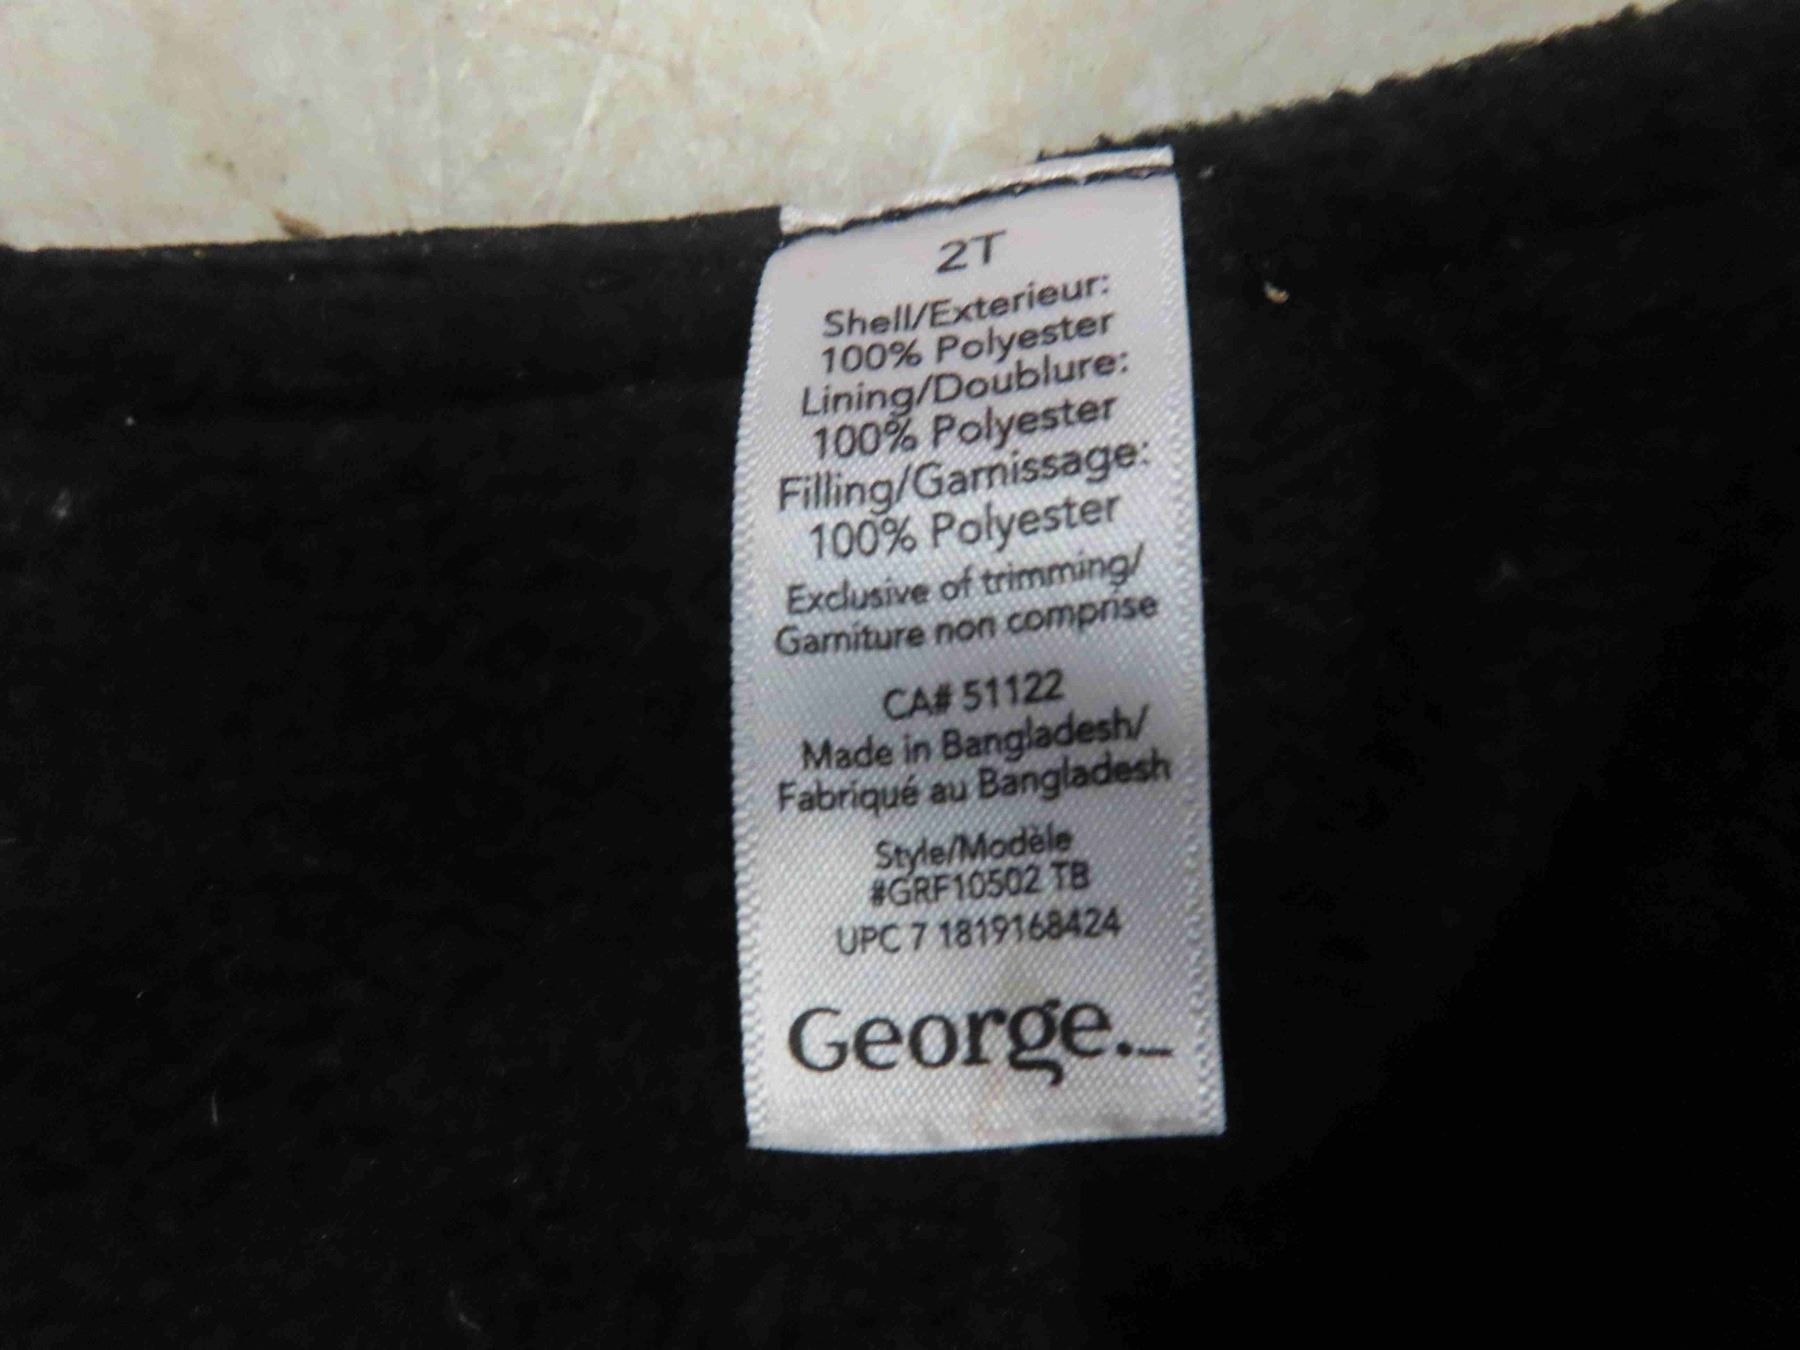 2T
Shell/Exterieur:
100% Polyester
Lining/Doublure:
100% Polyester
Filling/Garnissage:
100% Polyester
Exclusive of trimming/
Garniture non comprise
CA# 51122
Made in Bangladesh/
Fabriqué au Bangladesh
Style/Modèle
#GRF10502 TB
UPC 7 1819168424
George._